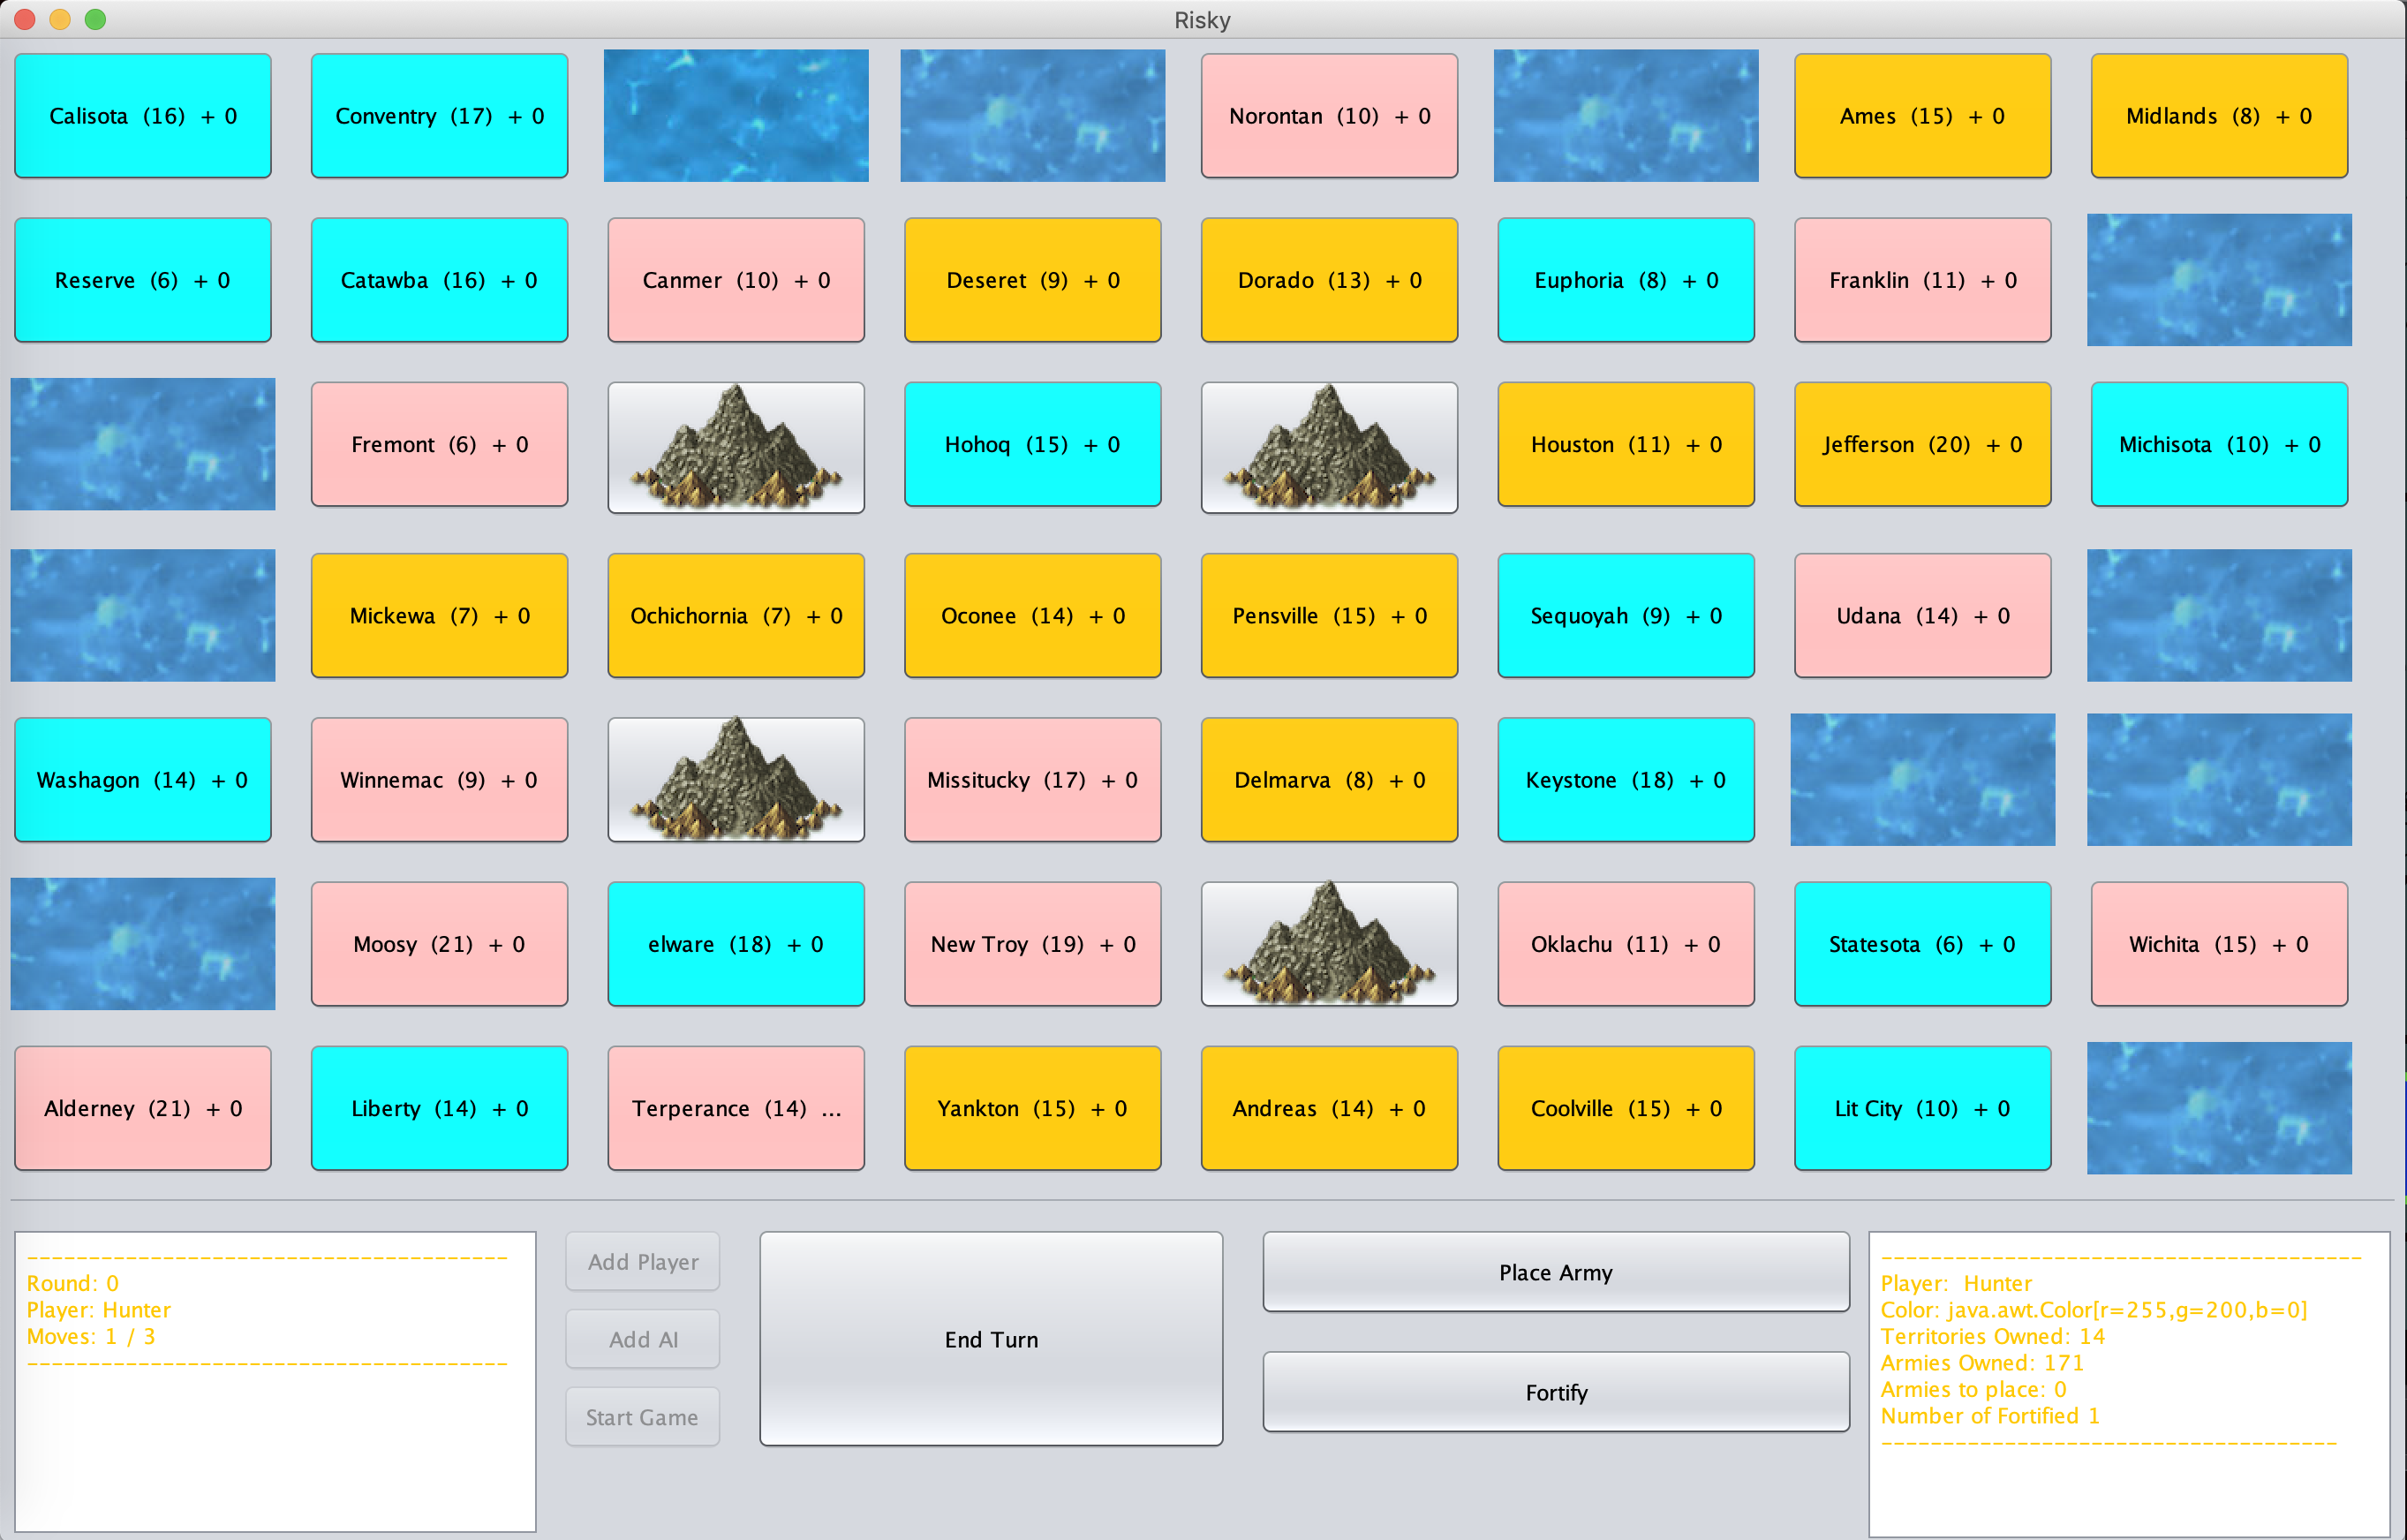 Risky
Calisota (16) + 0
Conventry (17) + 0
Norontan (10) + 0
Ames (15) + 0
Midlands (8) + 0
Reserve (6) + 0
Catawba (16) + 0
Canmer (10) + 0
Deseret (9) + 0
Dorado (13) + 0
Euphoria (8) + 0
Franklin (11) + 0
Fremont (6) + 0
Hohoq (15) + 0
Houston (11) + 0
Jefferson (20) + 0
Michisota (10) + 0
Mickewa (7) + 0
Ochichornia (7) + 0
Oconee (14) + 0
Pensville (15) + 0
Sequoyah (9) + 0
Udana (14) + 0
Washagon (14) + 0
Winnemac (9) + 0
Missitucky (17) + 0
Delmarva (8) + 0
Keystone (18) + 0
Moosy (21) + 0
elware (18) + 0
New Troy (19) + 0
Oklachu (11) + 0
Statesota (6) + 0
Wichita (15) + 0
Alderney (21) + 0
Liberty (14) + 0
Terperance (14) ...
Yankton (15) + 0
Andreas (14) + 0
Coolville (15) + 0
Lit City (10) + 0
---------------------------------------
Round: 0
Player: Hunter
Moves: 1 / 3
---------------------------------------
Add Player
Add AI
Start Game
End Turn
Place Army
Fortify
---------------------------------------
Player: Hunter
Color: java.awt.Color[r=255,g=200,b=0]
Territories Owned: 14
Armies Owned: 171
Armies to place: 0
Number of Fortified 1
-------------------------------------